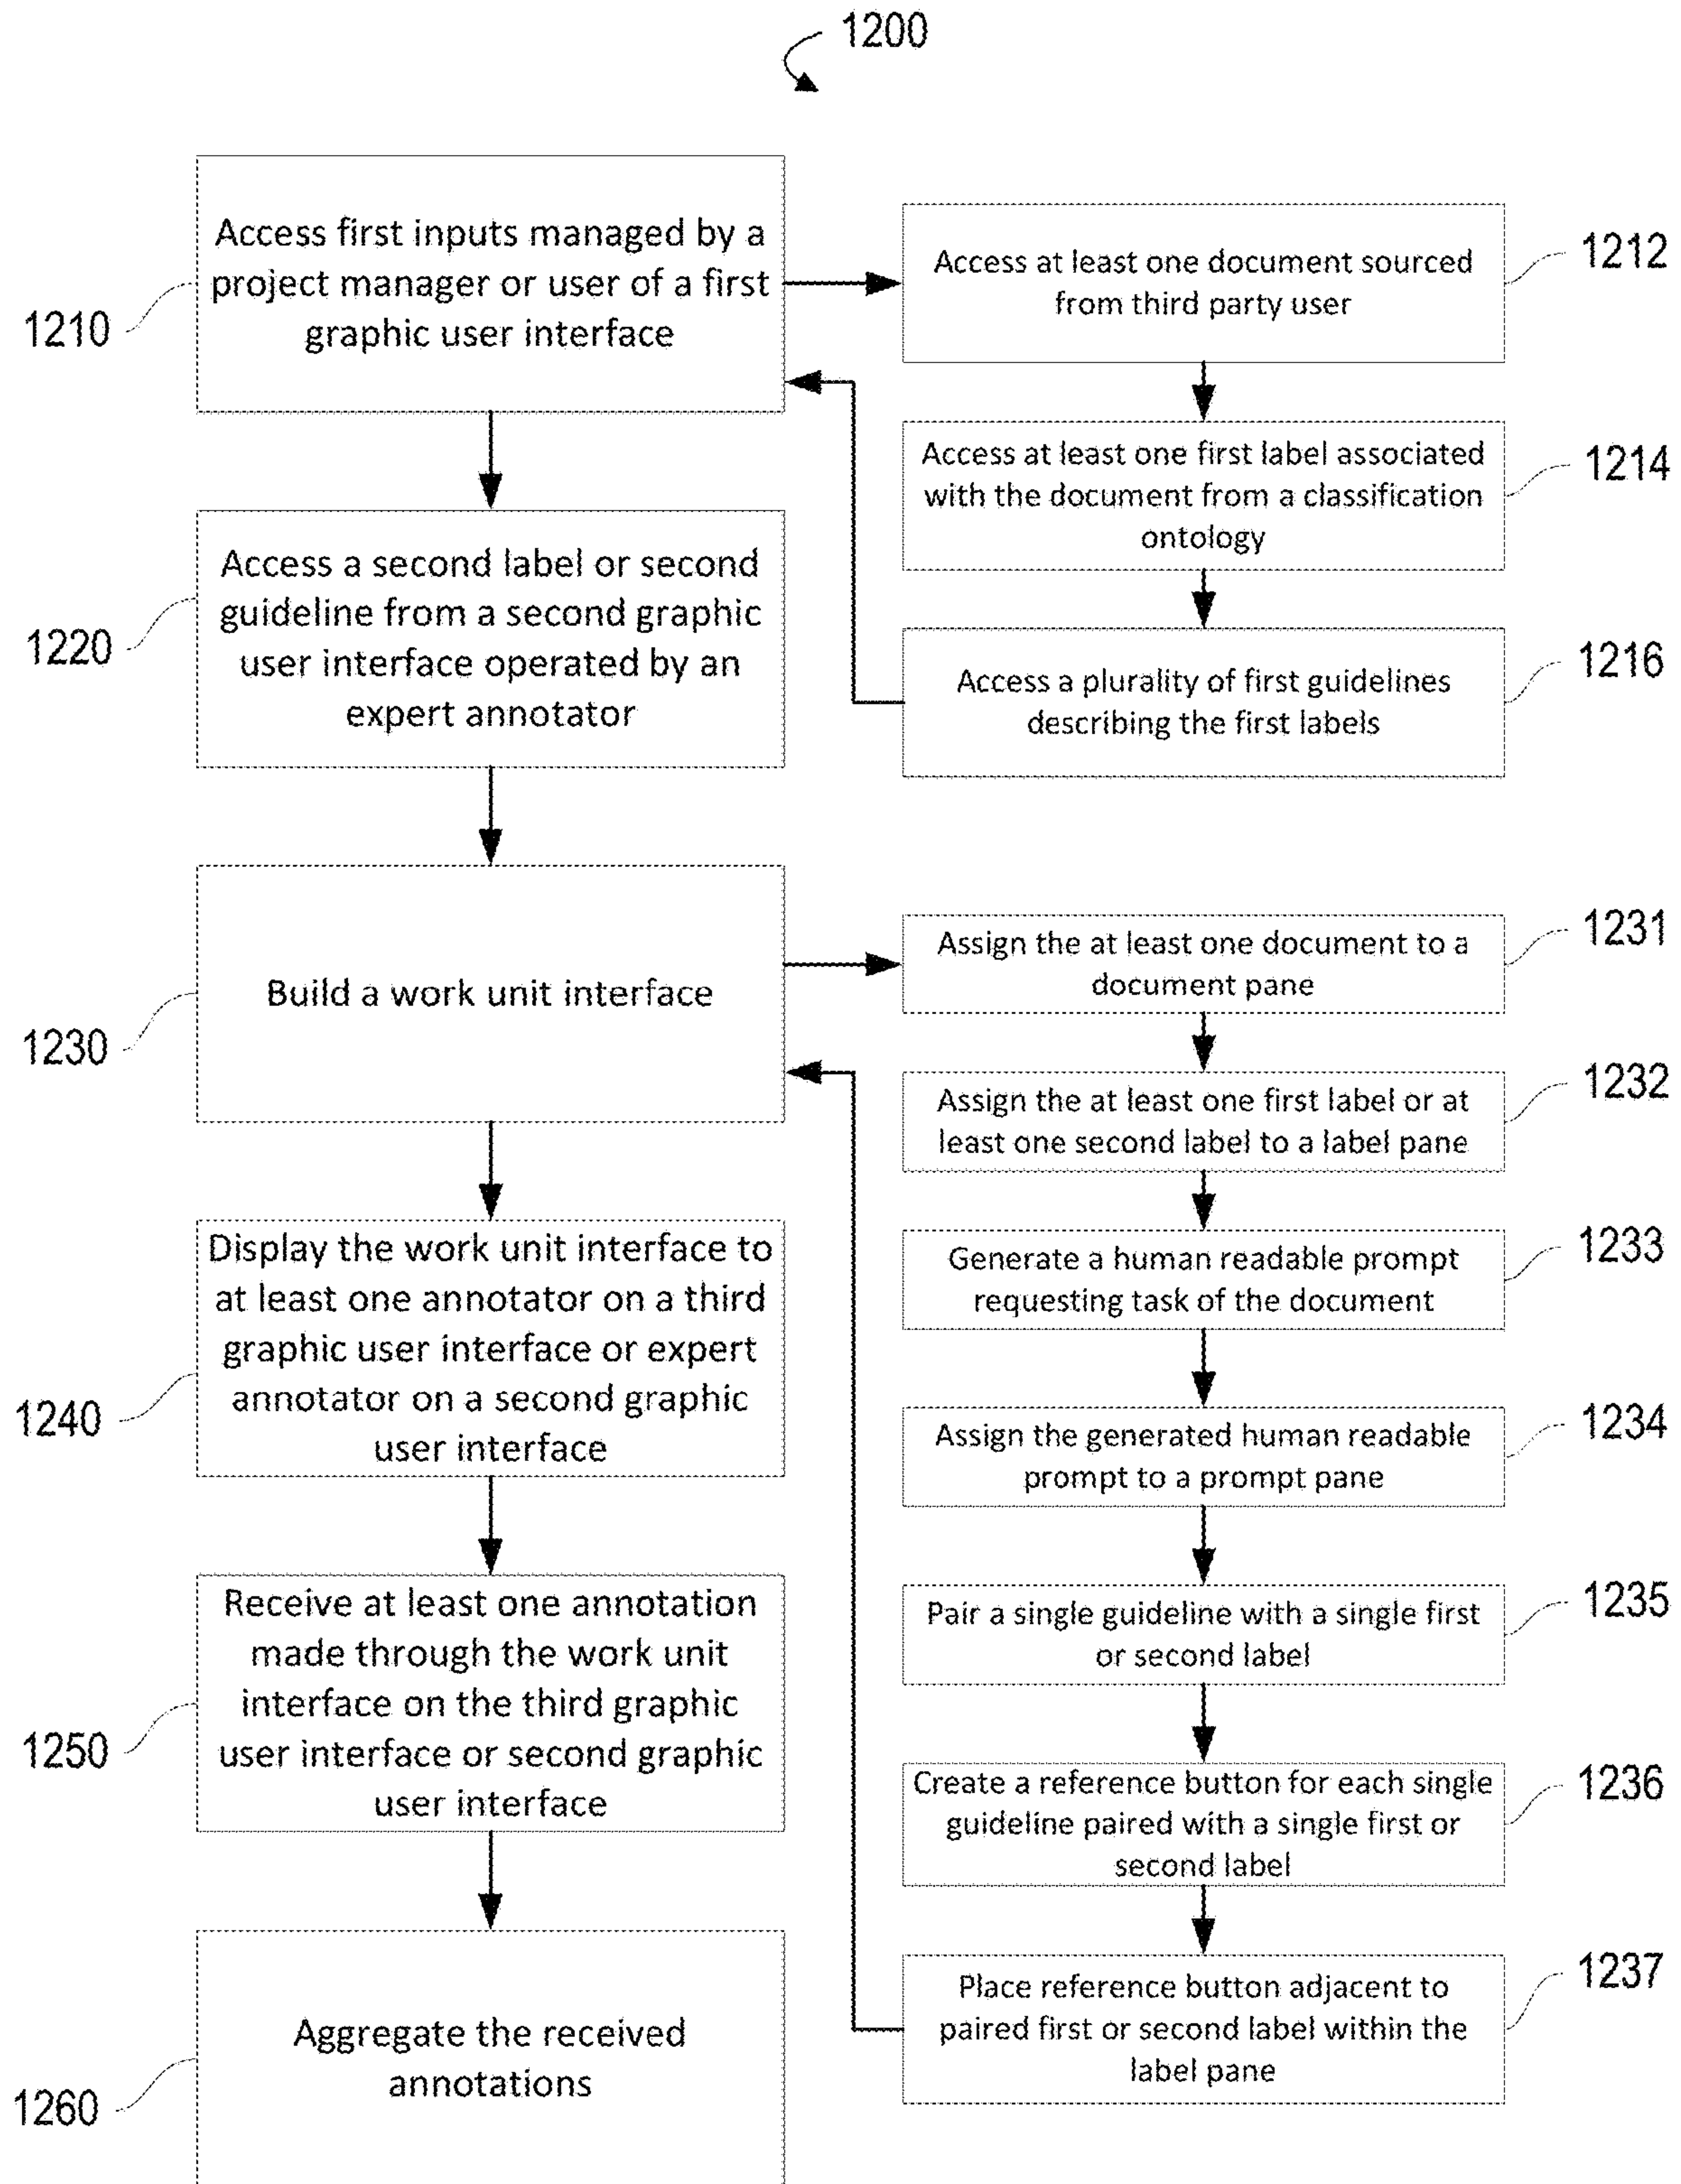 1200
Access first inputs managed by a
project manager or user of a first
graphic user interface
1210
Access at least one document sourced
from third party user
1212
Access at least one first label associated
with the document from a classification
ontology
1214
Access a plurality of first guidelines
describing the first labels
1216
Access a second label or second
guideline from a second graphic
user interface operated by an
expert annotator
1220
Build a work unit interface
1230
Assign the at least one document to a
document pane
1231
Assign the at least one first label or at
least one second label to a label pane
1232
Generate a human readable prompt
requesting task of the document
1233
Assign the generated human readable
prompt to a prompt pane
1234
Pair a single guideline with a single first
or second label
1235
Create a reference button for each single
guideline paired with a single first or
second label
1236
Place reference button adjacent to
paired first or second label within the
label pane
1237
Display the work unit interface to
at least one annotator on a third
graphic user interface or expert
annotator on a second graphic
user interface
1240
Receive at least one annotation
made through the work unit
interface on the third graphic
user interface or second graphic
user interface
1250
Aggregate the received
annotations
1260